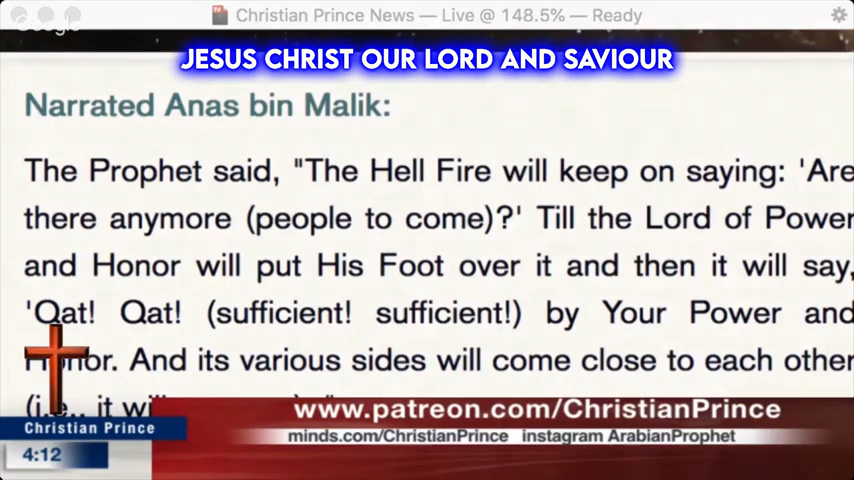 Christian Prince News — Live @ 148.5% — Ready
Google
JESUS CHRIST OUR LORD AND SAVIOUR
Narrated Anas bin Malik:
The Prophet said, "The Hell Fire will keep on saying: 'Are
there anymore (people to come)?' Till the Lord of Power
and Honor will put His Foot over it and then it will say,
'Qat! Qat! (sufficient! sufficient!) by Your Power and
Honor. And its various sides will come close to each other
(i.e., it
www.patreon.com/ChristianPrince
Christian Prince
minds.com/ChristianPrince instagram ArabianProphet
4:12